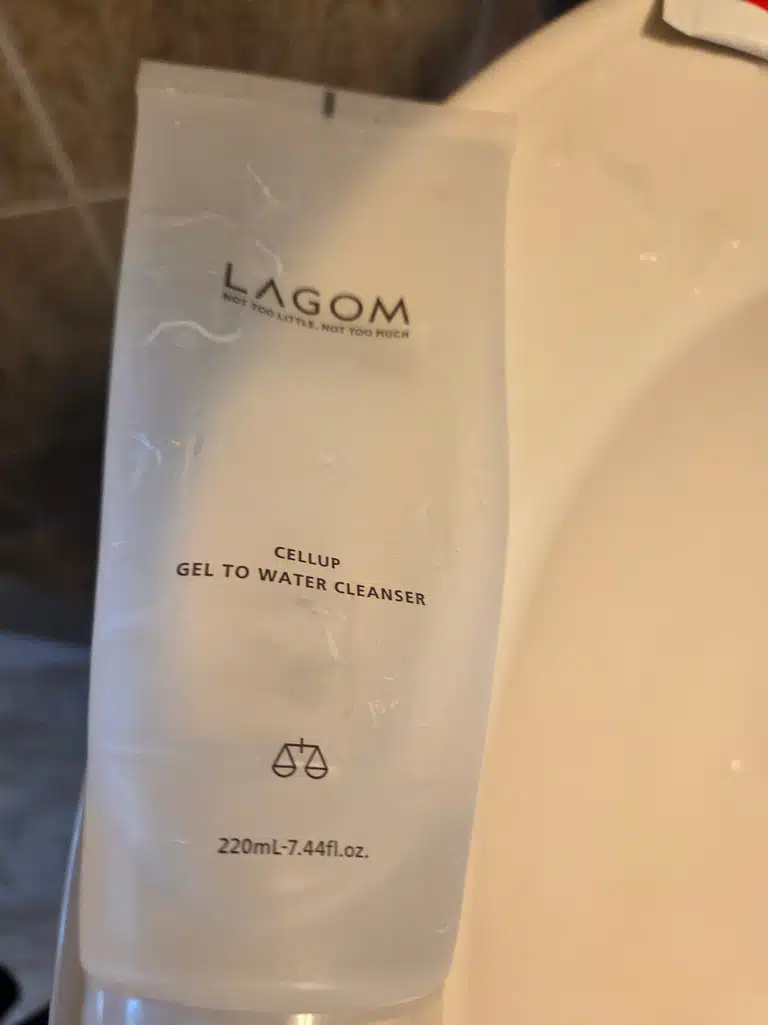 LAGOM
NOT TOO LITTLE, NOT TOO MUCH
CELLUP
GEL TO WATER CLEANSER
220mL-7.44fl.oz.